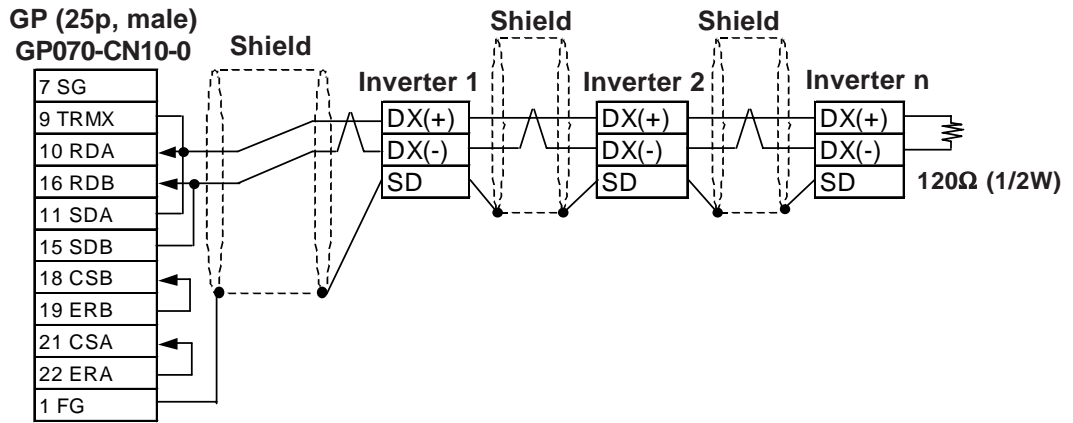 GP (25p, male)
GP070-CN10-0
Shield
Shield
Shield
7 SG
9 TRMX
10 RDA
16 RDB
11 SDA
15 SDB
18 CSB
19 ERB
21 CSA
22 ERA
1 FG
Inverter 1
DX(+)
DX(-)
SD
Inverter 2
DX(+)
DX(-)
SD
Inverter n
DX(+)
DX(-)
SD
120Ω (1/2W)